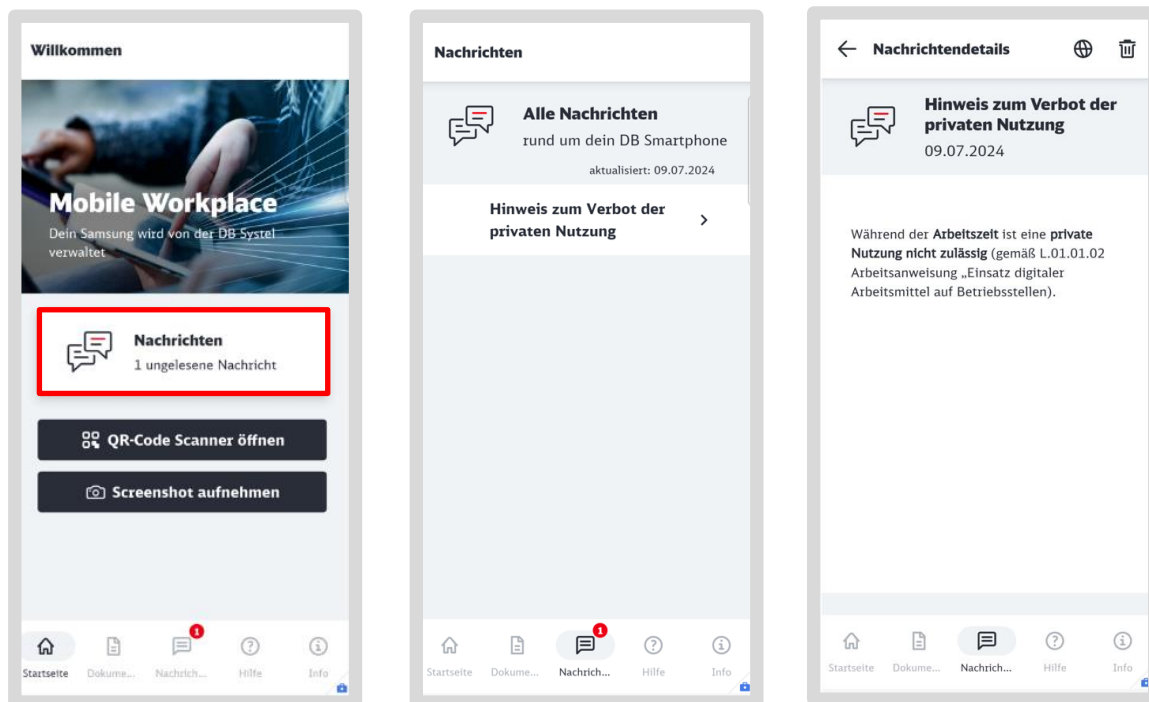 Willkommen
Mobile Workplace
Dein Samsung wird von der DB Systel
verwaltet
Nachrichten
1 ungelesene Nachricht
QR-Code Scanner öffnen
Screenshot aufnehmen
1
Startseite Dokume... Nachrich... Hilfe Info
Nachrichten
Alle Nachrichten
rund um dein DB Smartphone
aktualisiert: 09.07.2024
Hinweis zum Verbot der
privaten Nutzung
1
Startseite Dokume... Nachrich... Hilfe Info
Nachrichtendetails
Hinweis zum Verbot der
privaten Nutzung
09.07.2024
Während der Arbeitszeit ist eine private
Nutzung nicht zulässig (gemäß L.01.01.02
Arbeitsanweisung „Einsatz digitaler
Arbeitsmittel auf Betriebsstellen).
Startseite Dokume... Nachrich... Hilfe Info